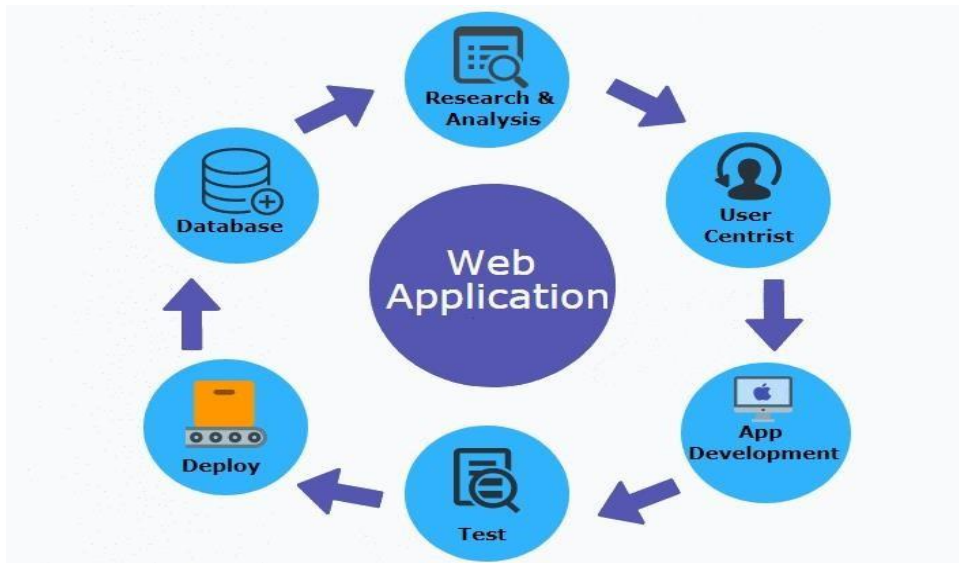 Research &
Analysis
User
Centrist
App
Development
Test
Deploy
Database
Web
Application